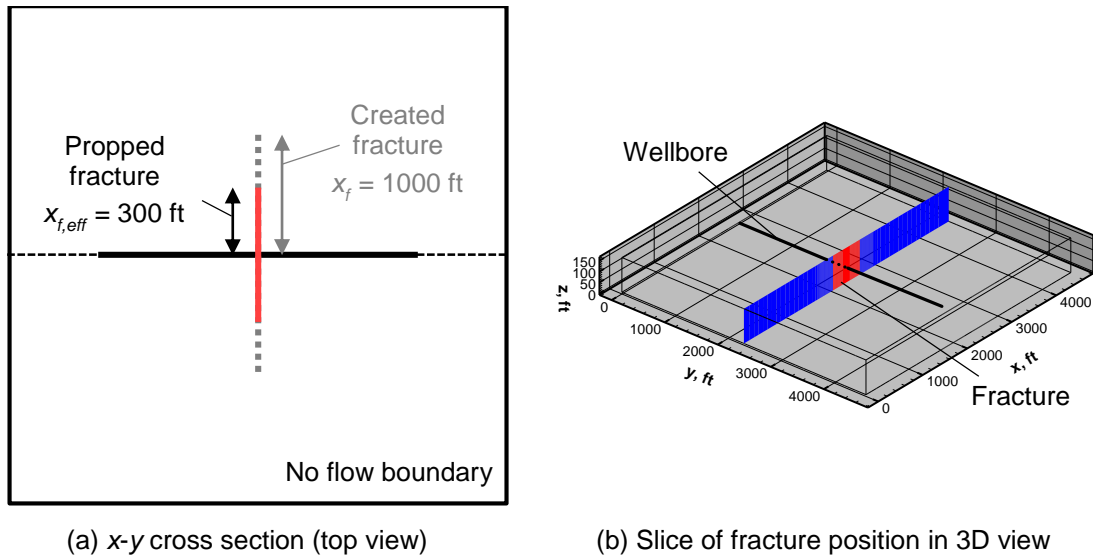 Created
fracture
x_f = 1000 ft
Propped
fracture
x_{f,eff} = 300 ft
No flow boundary
(a) x-y cross section (top view)
Wellbore
150
100
50
0
z, ft
0
1000
2000
3000
4000
y, ft
0
1000
2000
3000
4000
x, ft
Fracture
(b) Slice of fracture position in 3D view